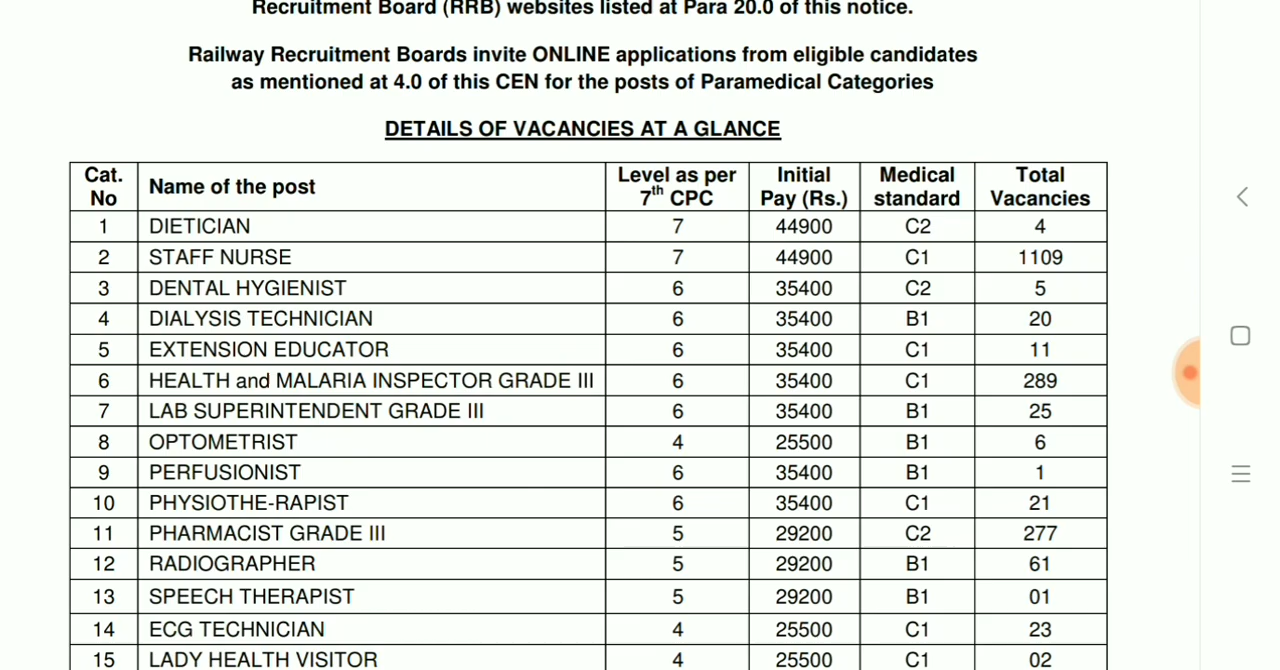 Recruitment Board (RRB) websites listed at Para 20.0 of this notice.
Railway Recruitment Boards invite ONLINE applications from eligible candidates
as mentioned at 4.0 of this CEN for the posts of Paramedical Categories
DETAILS OF VACANCIES AT A GLANCE
Cat. No Name of the post Level as per 7th CPC Initial Pay (Rs.) Medical standard Total Vacancies
1 DIETICIAN 7 44900 C2 4
2 STAFF NURSE 7 44900 C1 1109
3 DENTAL HYGIENIST 6 35400 C2 5
4 DIALYSIS TECHNICIAN 6 35400 B1 20
5 EXTENSION EDUCATOR 6 35400 C1 11
6 HEALTH and MALARIA INSPECTOR GRADE III 6 35400 C1 289
7 LAB SUPERINTENDENT GRADE III 6 35400 B1 25
8 OPTOMETRIST 4 25500 B1 6
9 PERFUSIONIST 6 35400 B1 1
10 PHYSIOTHE-RAPIST 6 35400 C1 21
11 PHARMACIST GRADE III 5 29200 C2 277
12 RADIOGRAPHER 5 29200 B1 61
13 SPEECH THERAPIST 5 29200 B1 01
14 ECG TECHNICIAN 4 25500 C1 23
15 LADY HEALTH VISITOR 4 25500 C1 02